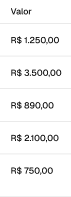 Valor
R$ 1.250,00
R$ 3.500,00
R$ 890,00
R$ 2.100,00
R$ 750,00